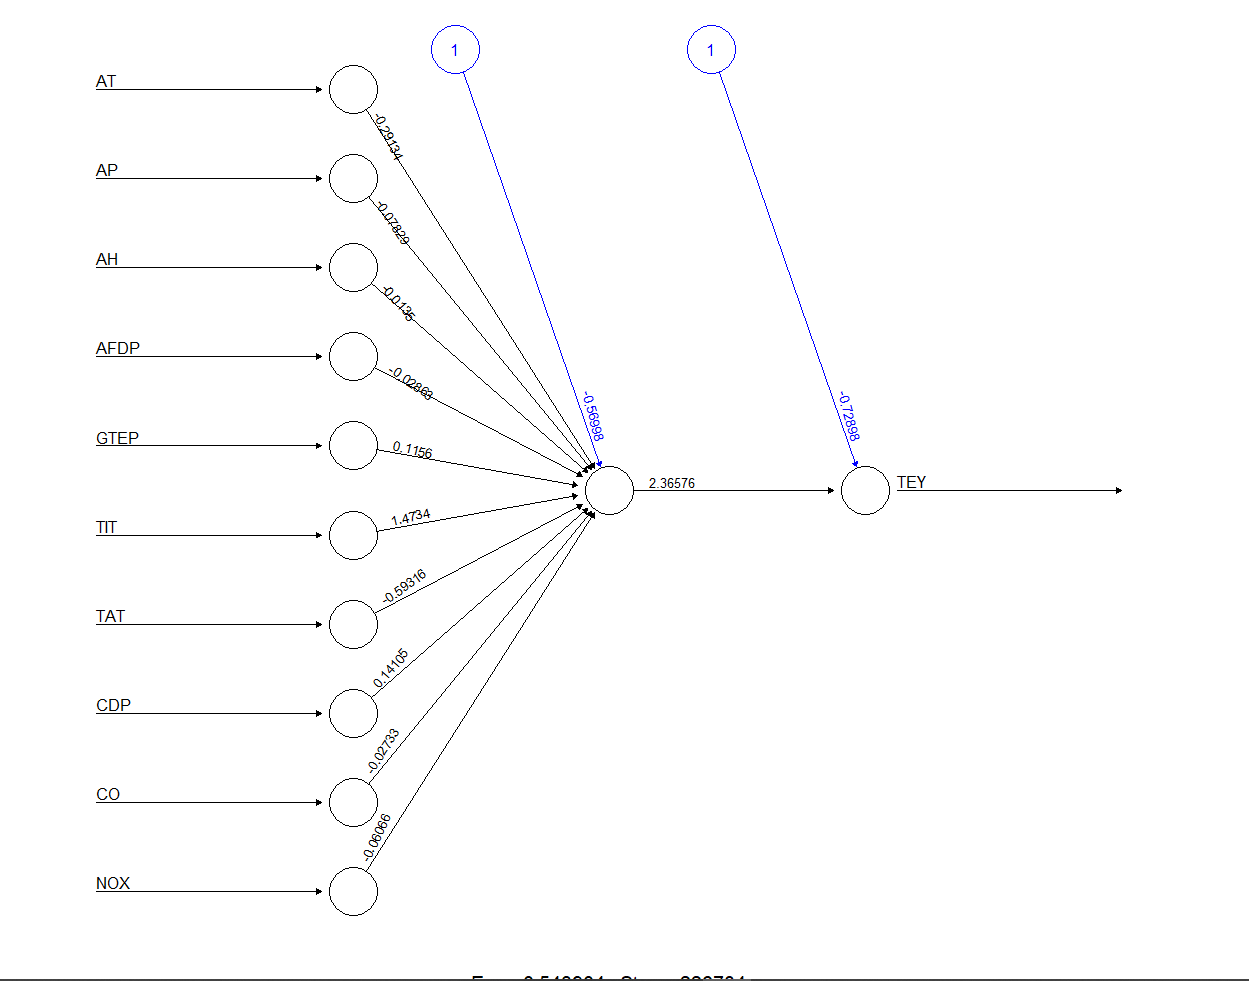 1
1
AT
-0.29134
AP
-0.07829
AH
-0.0135
AFDP
-0.02863
GTEP
0.1156
-0.56998
-0.72898
2.36576
TEY
TIT
1.4734
TAT
-0.59316
CDP
0.14105
CO
-0.02733
NOX
-0.06066